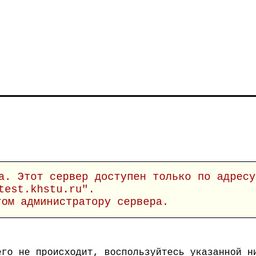 а. Этот сервер доступен только по адресу
test.khstu.ru".
том администратору сервера.
его не происходит, воспользуйтесь указанной ни